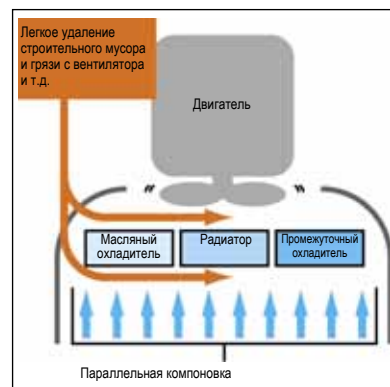 Легкое удаление
строительного мусора
и грязи с вентилятора
и т.д.
Двигатель
Масляный
охладитель
Радиатор
Промежуточный
охладитель
Параллельная компоновка